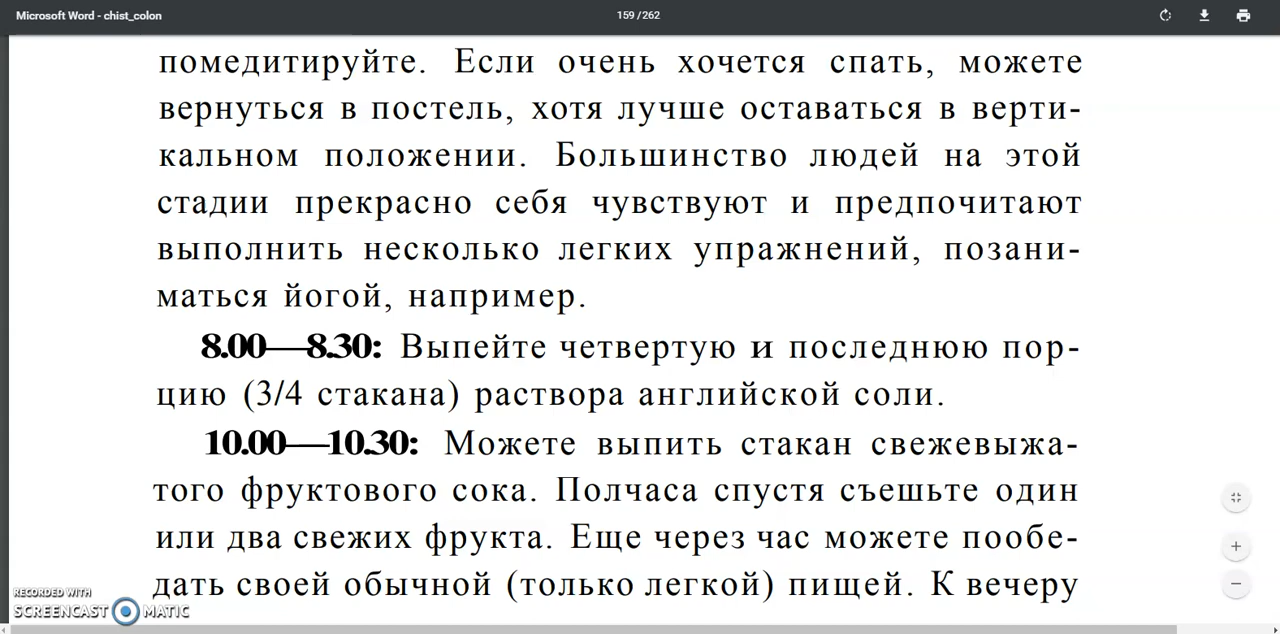 Microsoft Word - chist_colon
159 / 262
помедитируйте. Если очень хочется спать, можете
вернуться в постель, хотя лучше оставаться в верти-
кальном положении. Большинство людей на этой
стадии прекрасно себя чувствуют и предпочитают
выполнить несколько легких упражнений, позани-
маться йогой, например.
8.00—8.30: Выпейте четвертую и последнюю пор-
цию (3/4 стакана) раствора английской соли.
10.00—10.30: Можете выпить стакан свежевыжа-
того фруктового сока. Полчаса спустя съешьте один
или два свежих фрукта. Еще через час можете пообе-
дать своей обычной (только легкой) пищей. К вечеру
RECORDED WITH
SCREENCAST MATIC